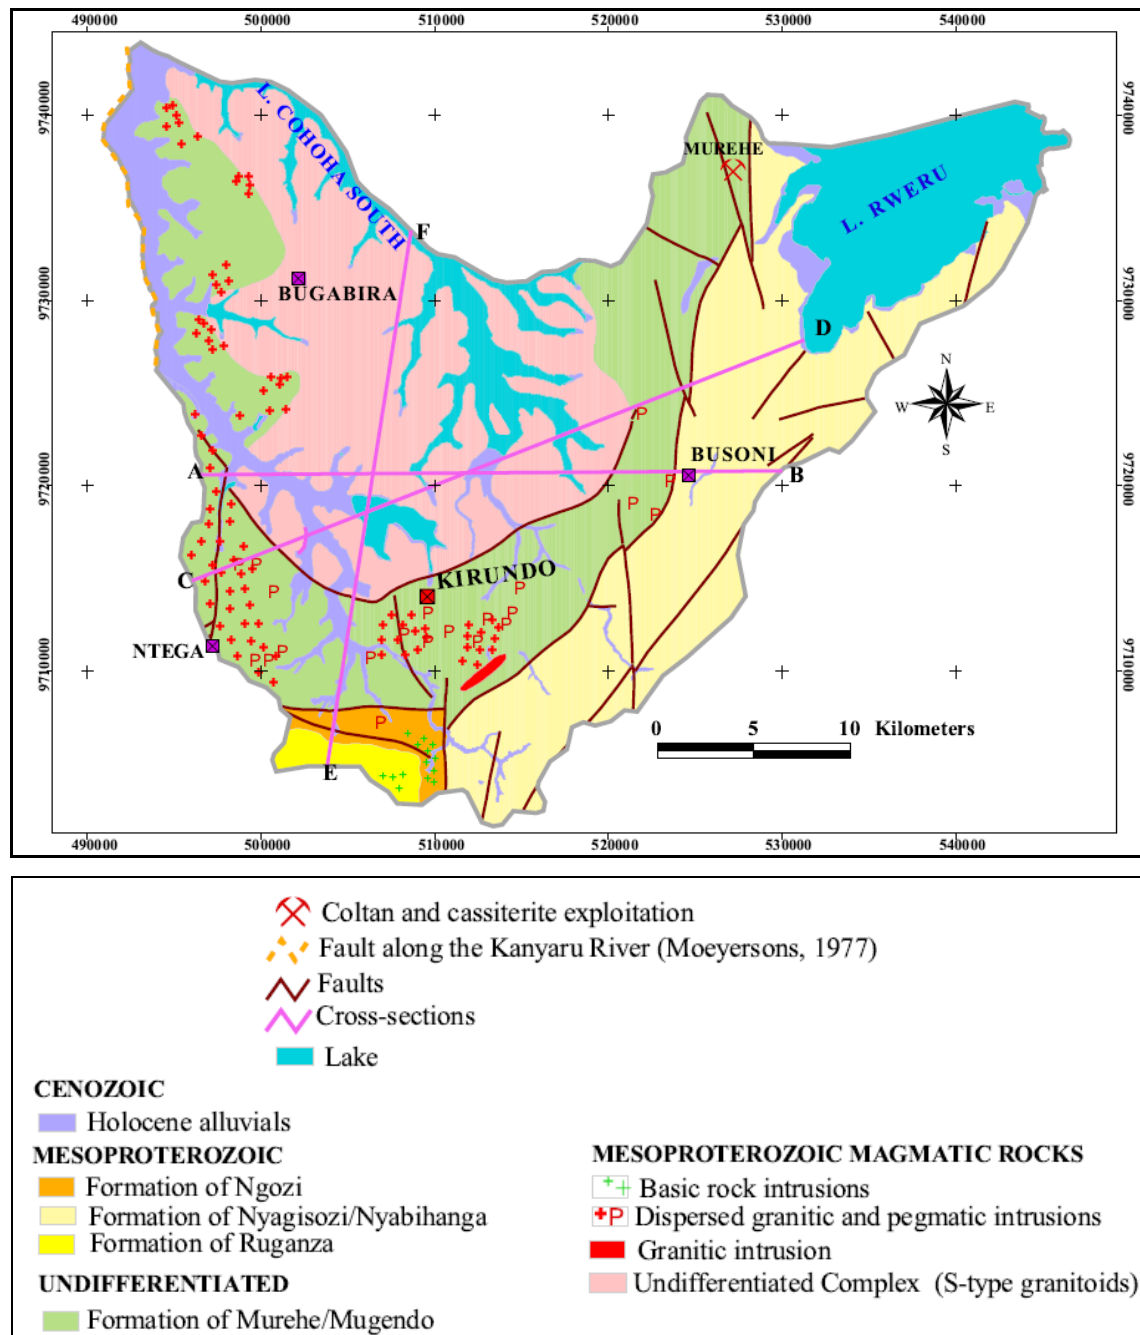 490000 500000 510000 520000 530000 540000
9740000 9740000
MUREHE
L. COHOHA SOUTH
L. RWERU
F
9730000 9730000
BUGABIRA
D
N
W E
S
P
A BUSONI B
9720000 P 9720000
P P
C P P KIRUNDO
P P
P P P
P P P P
NTEGA P P P P
9710000 9710000
P
0 5 10 Kilometers
E
490000 500000 510000 520000 530000 540000
Coltan and cassiterite exploitation
Fault along the Kanyaru River (Moeyersons, 1977)
Faults
Cross-sections
Lake
CENOZOIC
Holocene alluvials
MESOPROTEROZOIC
Formation of Ngozi
Formation of Nyagisozi/Nyabihanga
Formation of Ruganza
UNDIFFERENTIATED
Formation of Murehe/Mugendo
MESOPROTEROZOIC MAGMATIC ROCKS
Basic rock intrusions
P Dispersed granitic and pegmatic intrusions
Granitic intrusion
Undifferentiated Complex (S-type granitoids)